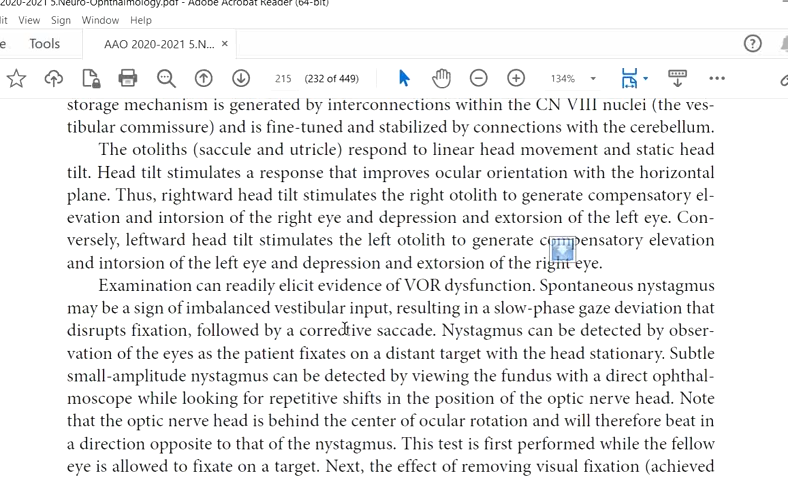 0-2021 5.Neuro-Ophthalmology.pdf - Adobe Acrobat Reader (64-bit)
View Sign Window Help
Tools AAO 2020-2021 5.N... ×
215 (232 of 449) 134%
storage mechanism is generated by interconnections within the CN VIII nuclei (the ves-
tibular commissure) and is fine-tuned and stabilized by connections with the cerebellum.
The otoliths (saccule and utricle) respond to linear head movement and static head
tilt. Head tilt stimulates a response that improves ocular orientation with the horizontal
plane. Thus, rightward head tilt stimulates the right otolith to generate compensatory el-
evation and intorsion of the right eye and depression and extorsion of the left eye. Con-
versely, leftward head tilt stimulates the left otolith to generate compensatory elevation
and intorsion of the left eye and depression and extorsion of the right eye.
Examination can readily elicit evidence of VOR dysfunction. Spontaneous nystagmus
may be a sign of imbalanced vestibular input, resulting in a slow-phase gaze deviation that
disrupts fixation, followed by a corrective saccade. Nystagmus can be detected by obser-
vation of the eyes as the patient fixates on a distant target with the head stationary. Subtle
small-amplitude nystagmus can be detected by viewing the fundus with a direct ophthal-
moscope while looking for repetitive shifts in the position of the optic nerve head. Note
that the optic nerve head is behind the center of ocular rotation and will therefore beat in
a direction opposite to that of the nystagmus. This test is first performed while the fellow
eye is allowed to fixate on a target. Next, the effect of removing visual fixation (achieved